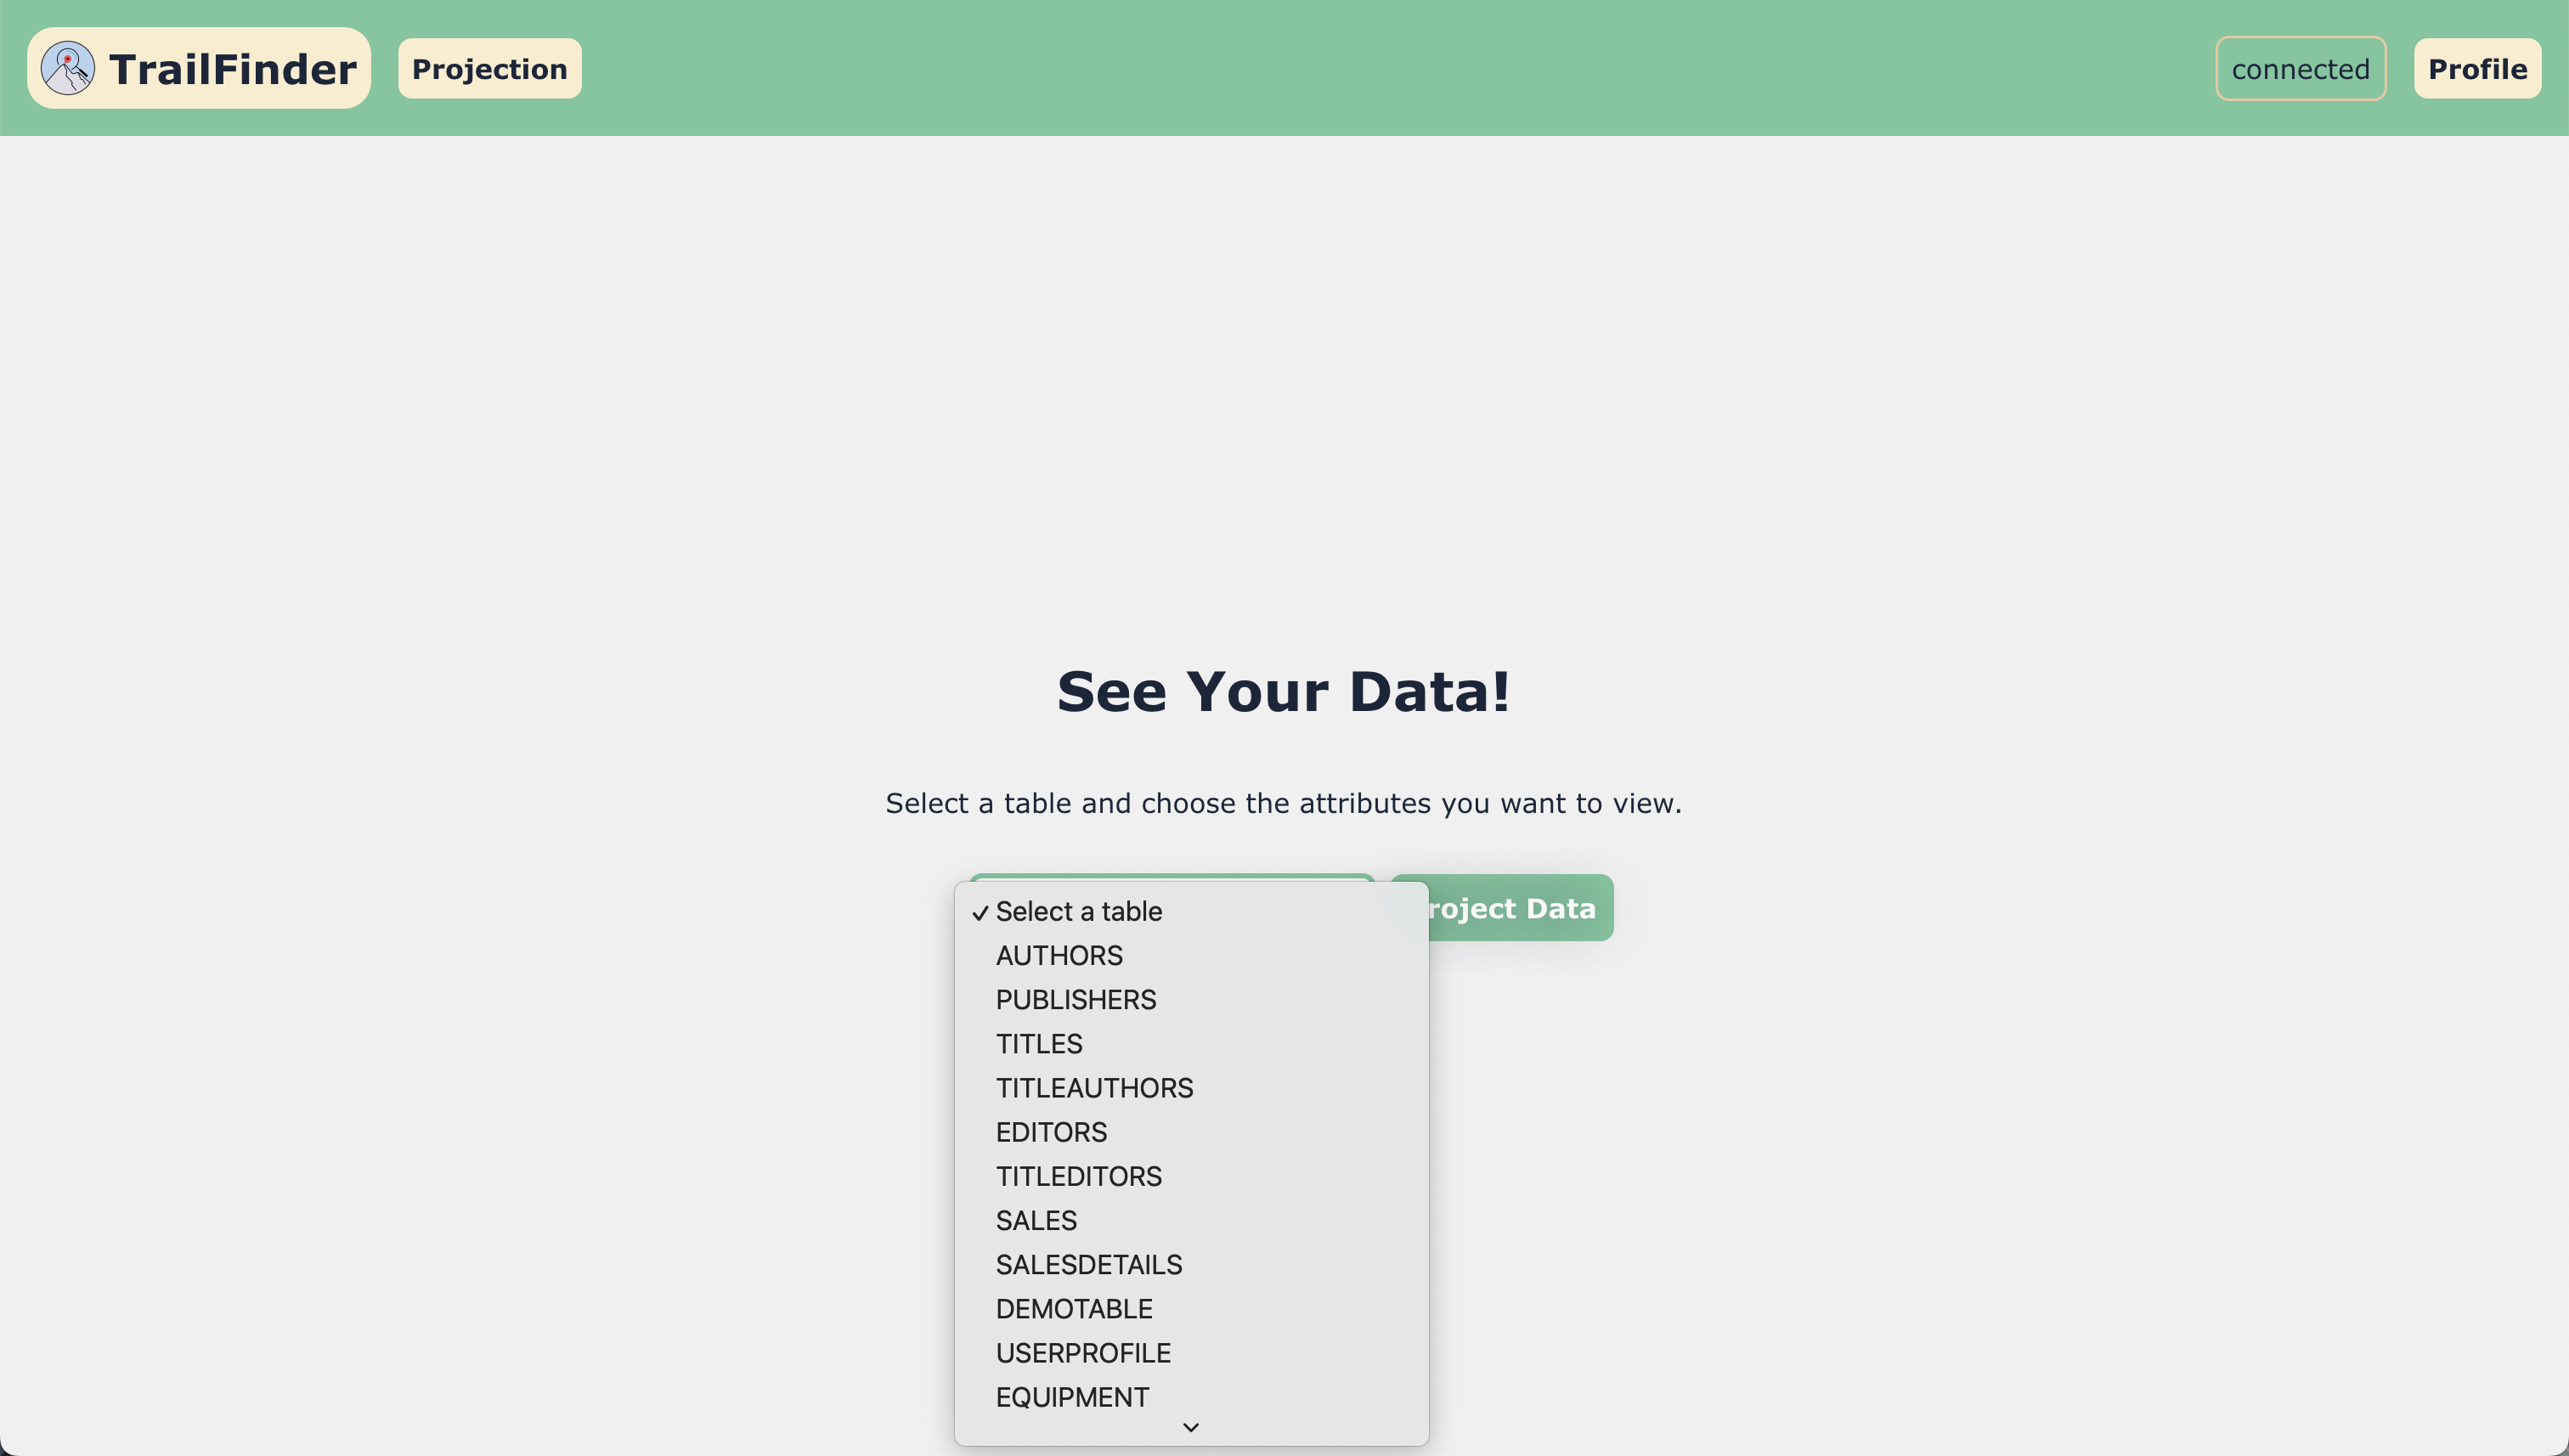 TrailFinder
Projection
connected
Profile
See Your Data!
Select a table and choose the attributes you want to view.
roject Data
Select a table
AUTHORS
PUBLISHERS
TITLES
TITLEAUTHORS
EDITORS
TITLEDITORS
SALES
SALESDETAILS
DEMOTABLE
USERPROFILE
EQUIPMENT